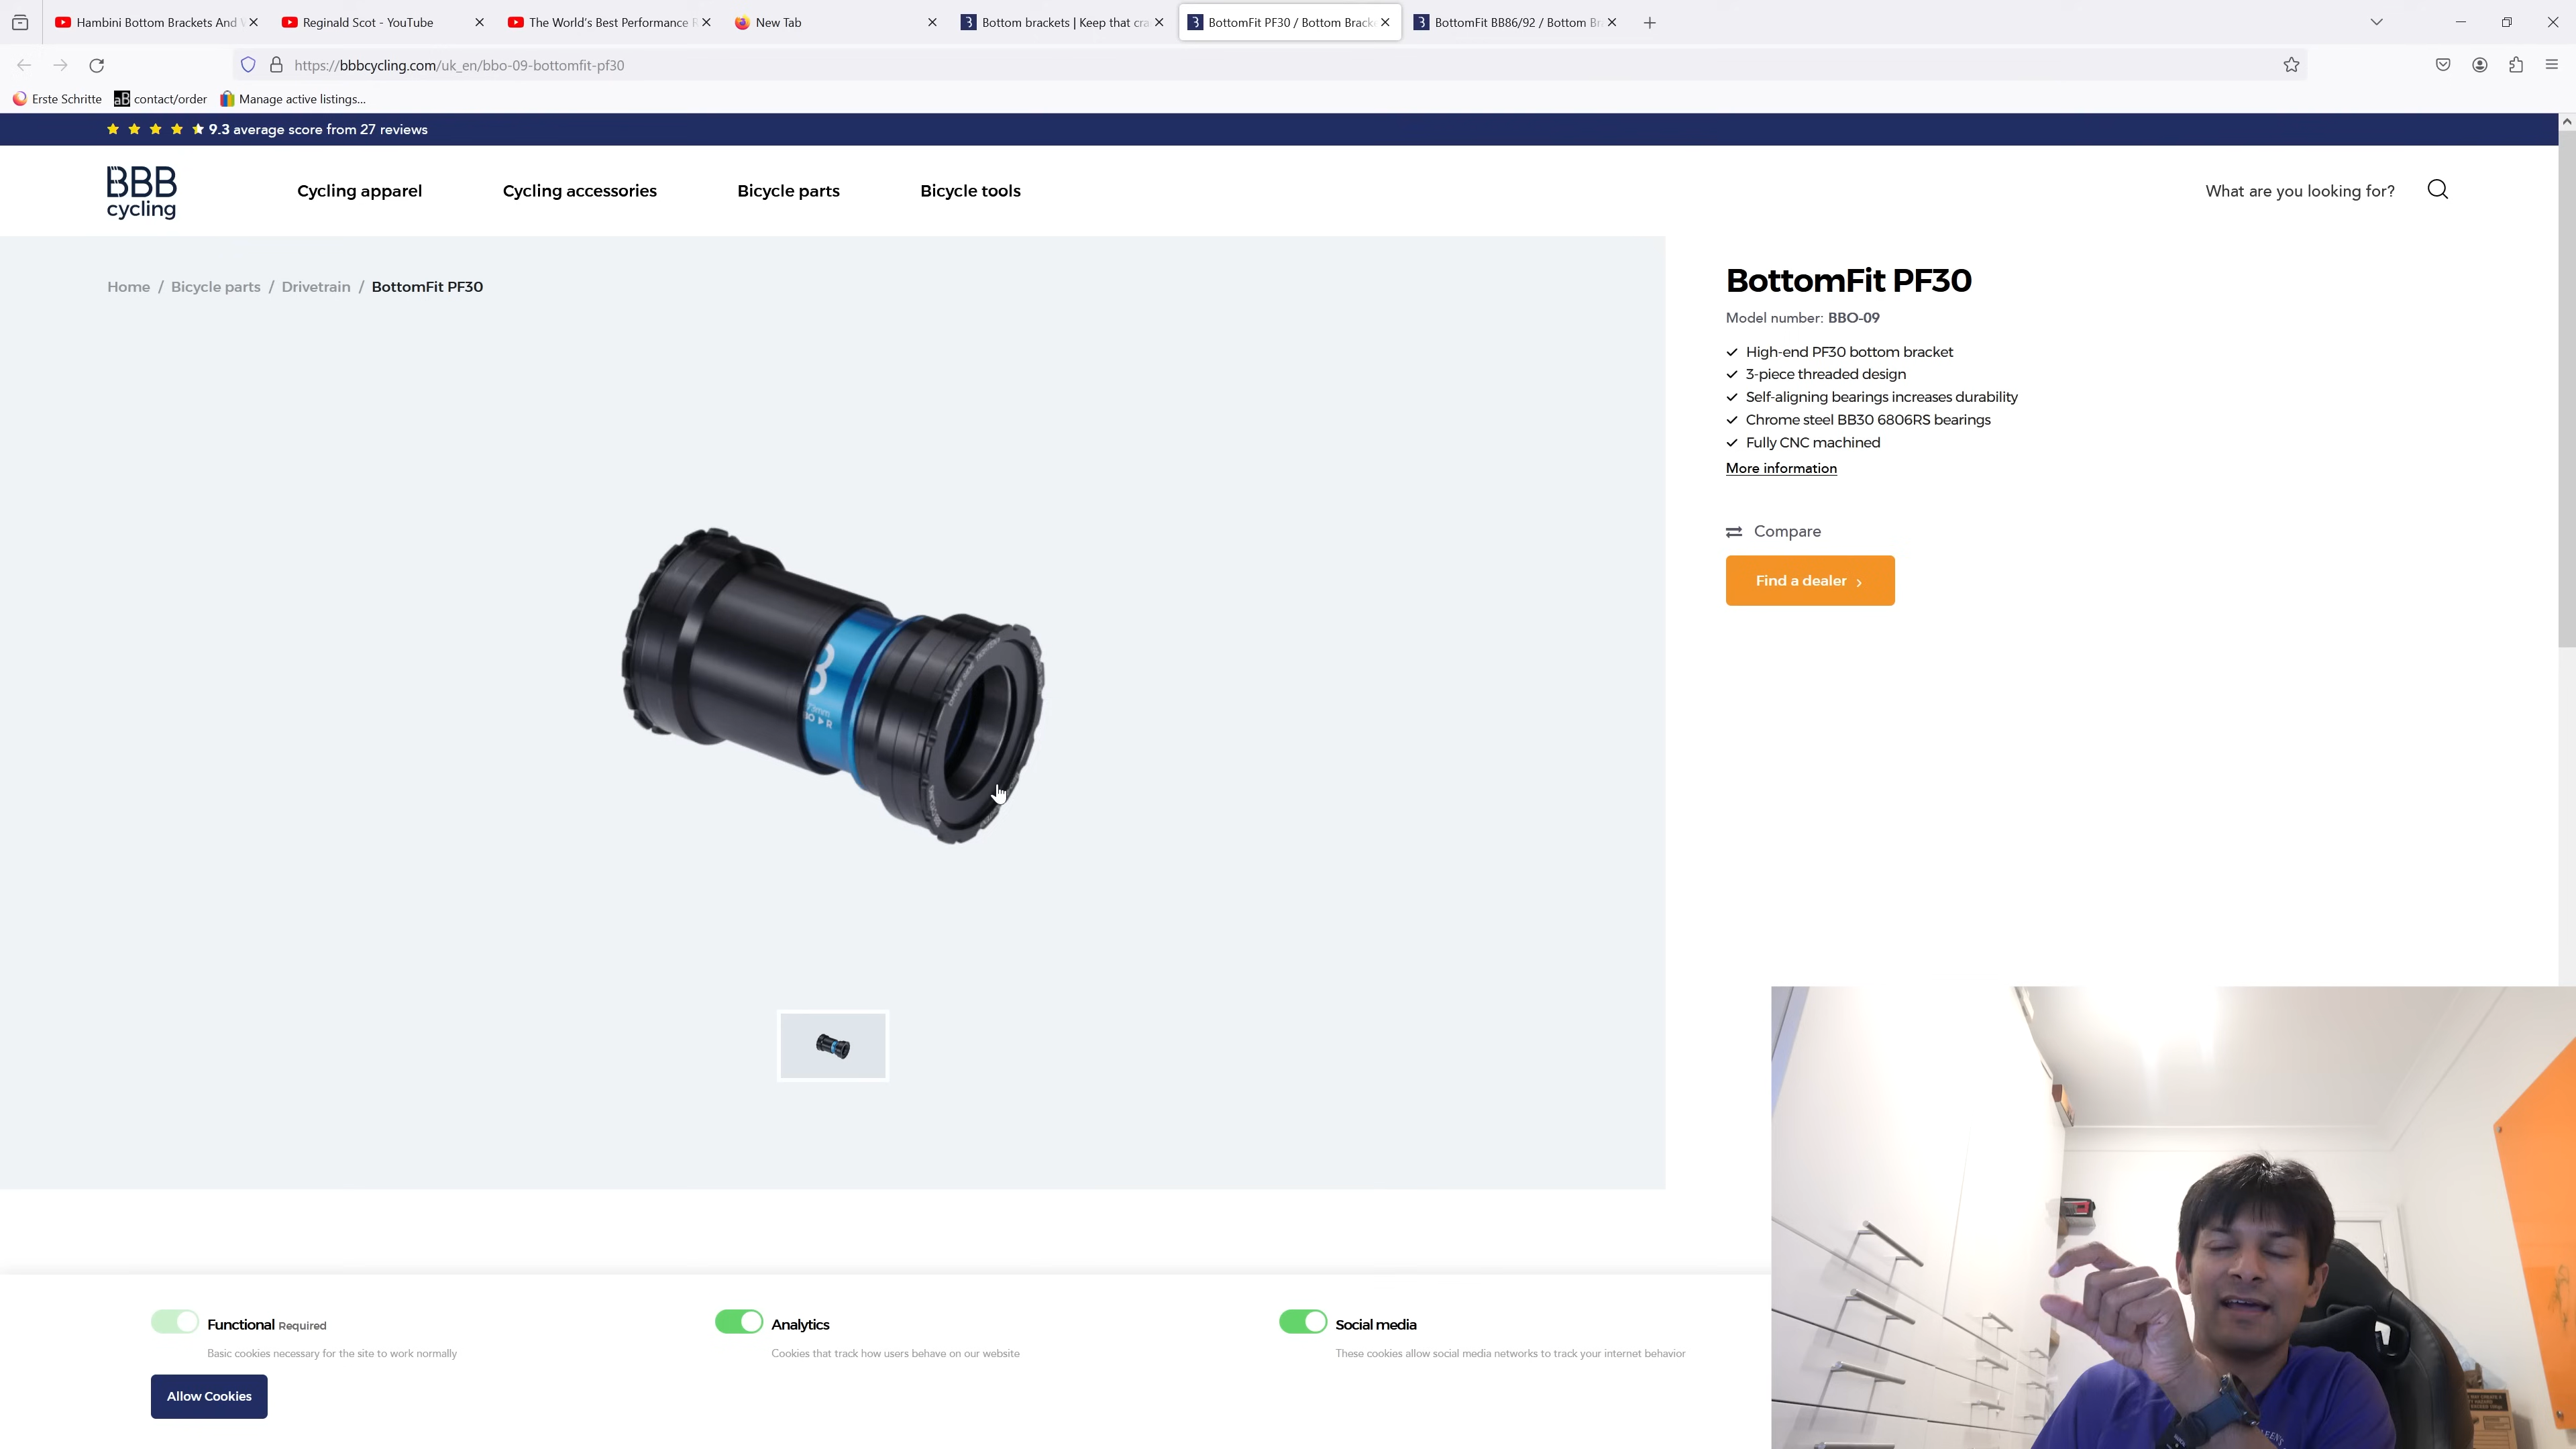 Hambini Bottom Brackets And
Reginald Scot - YouTube
The World's Best Performance
New Tab
Bottom brackets | Keep that cra
BottomFit PF30 / Bottom Bracke
BottomFit BB86/92 / Bottom Br
https://bbbcycling.com/uk_en/bbo-09-bottomfit-pf30
Erste Schritte
aB contact/order
Manage active listings...
9.3 average score from 27 reviews
BBB
cycling
Cycling apparel
Cycling accessories
Bicycle parts
Bicycle tools
What are you looking for?
Home / Bicycle parts / Drivetrain / BottomFit PF30
BottomFit PF30
Model number: BBO-09
High-end PF30 bottom bracket
3-piece threaded design
Self-aligning bearings increases durability
Chrome steel BB30 6806RS bearings
Fully CNC machined
More information
Compare
Find a dealer
Functional Required
Basic cookies necessary for the site to work normally
Analytics
Cookies that track how users behave on our website
Social media
These cookies allow social media networks to track your internet behavior
Allow Cookies